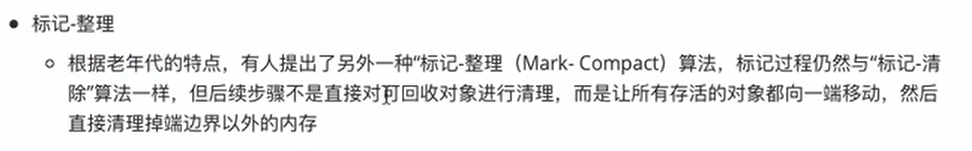 ● 标记-整理
○ 根据老年代的特点，有人提出了另外一种“标记-整理（Mark- Compact）算法，标记过程仍然与“标记-清
除”算法一样，但后续步骤不是直接对可回收对象进行清理，而是让所有存活的对象都向一端移动，然后
直接清理掉端边界以外的内存